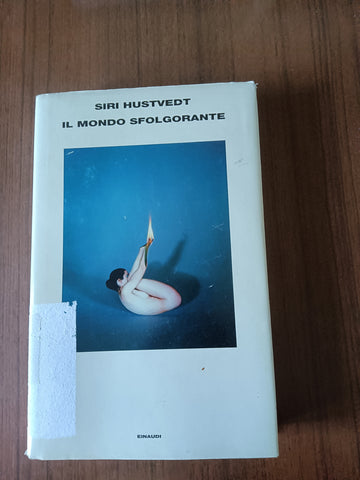 SIRI HUSTVEDT
IL MONDO SFOLGORANTE
EINAUDI